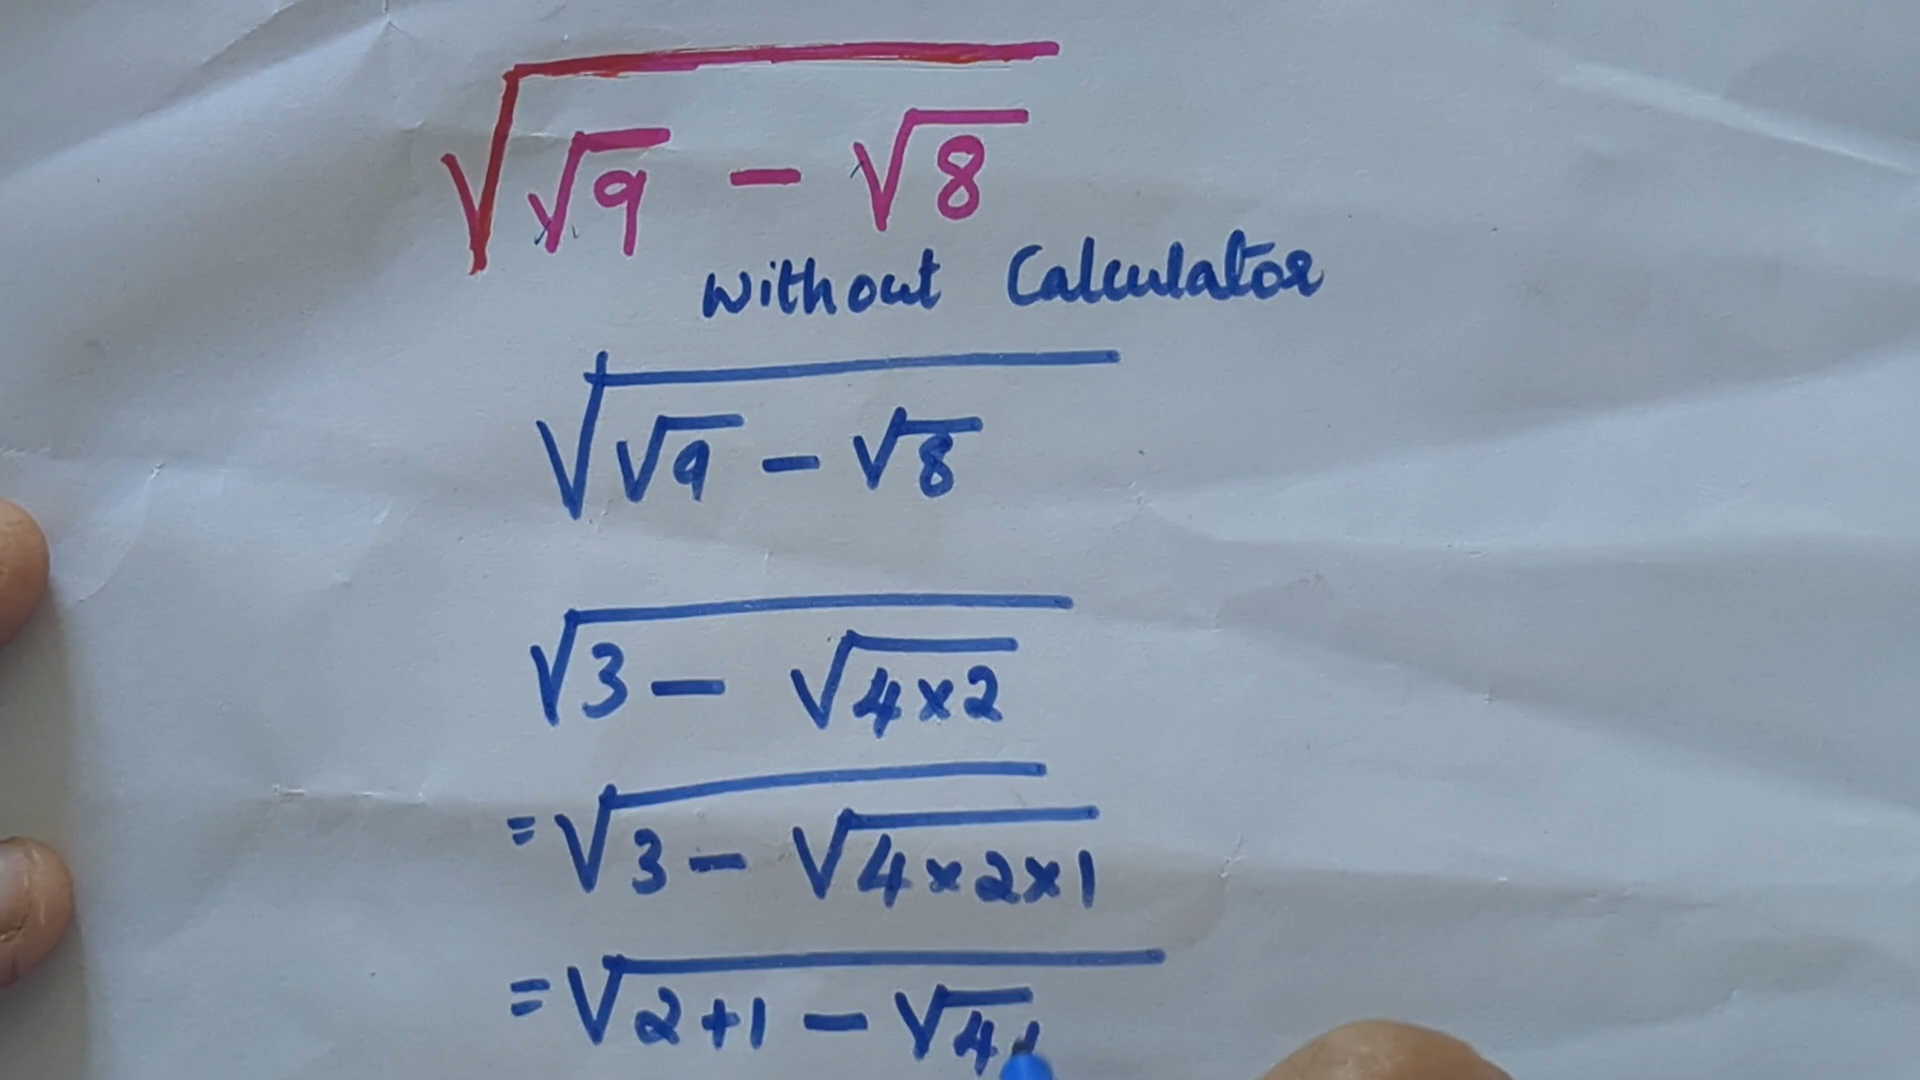 √(√9 - √8)
without Calculator
√(√9 - √8)
√(3 - √(4×2))
= √(3 - √(4×2×1))
= √(2+1 - √4